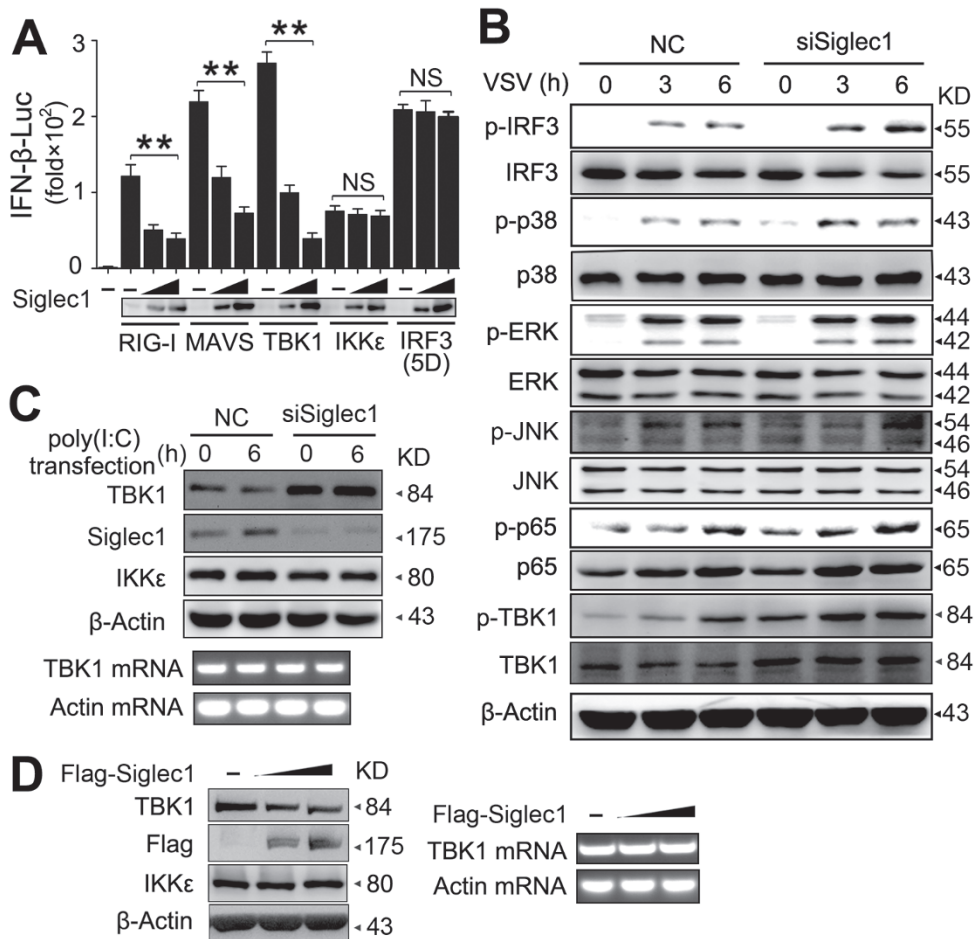 A
IFN-β-Luc
(fold×10²)
3
2
1
0
** ** ** NS NS
– – – – – –
Siglec1
RIG-I MAVS TBK1 IKKε IRF3
(5D)
B
NC siSiglec1
VSV (h) 0 3 6 0 3 6 KD
p-IRF3 55
IRF3 55
p-p38 43
p38 43
p-ERK 44
42
ERK 44
42
p-JNK 54
46
JNK 54
46
p-p65 65
p65 65
p-TBK1 84
TBK1 84
β-Actin 43
C
NC siSiglec1
poly(I:C)
transfection (h) 0 6 0 6 KD
TBK1 84
Siglec1 175
IKKε 80
β-Actin 43
TBK1 mRNA
Actin mRNA
D
Flag-Siglec1 – KD
TBK1 84
Flag 175
IKKε 80
β-Actin 43
Flag-Siglec1 –
TBK1 mRNA
Actin mRNA